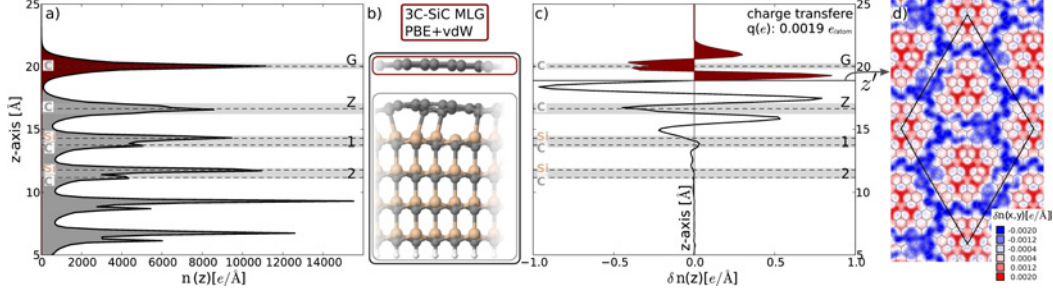 a)
z-axis [Å]
25
20
15
10
5
C
C
Si
C
Si
C
G
Z
1
2
0 2000 4000 6000 8000 10000 12000 14000
n(z)[e/Å]
b)
3C-SiC MLG
PBE+vdW
c)
charge transfere
q(e): 0.0019 e_atom
C
C
Si
C
Si
C
G
Z
1
2
z'
25
20
15
10
5
z-axis [Å]
−1.0 −0.5 0.0 0.5 1.0
δn(z)[e/Å]
d)
δn(x,y)[e/Å]
-0.0020
-0.0012
-0.0004
0.0004
0.0012
0.0020